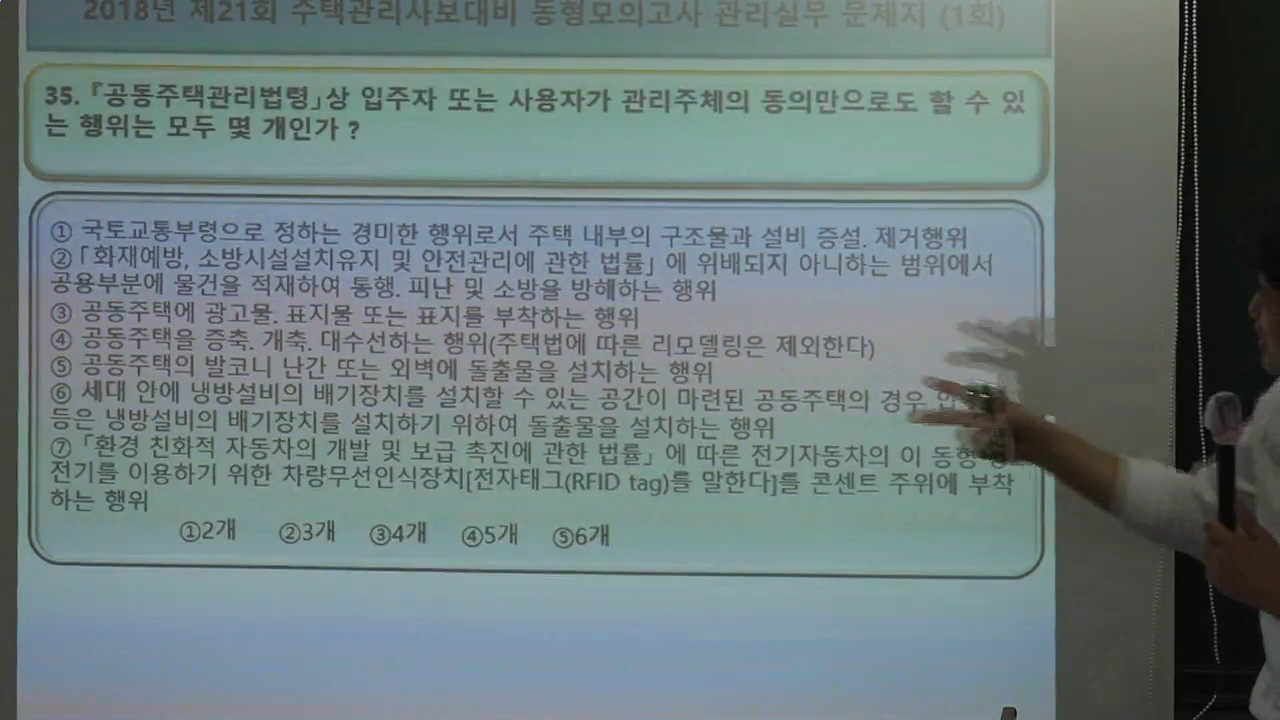 2018년 제21회 주택관리사보대비 동형모의고사 관리실무 문제지 (1회)
35.『공동주택관리법령』상 입주자 또는 사용자가 관리주체의 동의만으로도 할 수 있
는 행위는 모두 몇 개인가 ?
① 국토교통부령으로 정하는 경미한 행위로서 주택 내부의 구조물과 설비 증설. 제거행위
②「화재예방, 소방시설설치유지 및 안전관리에 관한 법률」에 위배되지 아니하는 범위에서
공용부분에 물건을 적재하여 통행. 피난 및 소방을 방해하는 행위
③ 공동주택에 광고물. 표지물 또는 표지를 부착하는 행위
④ 공동주택을 증축. 개축. 대수선하는 행위(주택법에 따른 리모델링은 제외한다)
⑤ 공동주택의 발코니 난간 또는 외벽에 돌출물을 설치하는 행위
⑥ 세대 안에 냉방설비의 배기장치를 설치할 수 있는 공간이 마련된 공동주택의 경우
등은 냉방설비의 배기장치를 설치하기 위하여 돌출물을 설치하는 행위
⑦ 「환경 친화적 자동차의 개발 및 보급 촉진에 관한 법률」에 따른 전기자동차의 이 동형
전기를 이용하기 위한 차량무선인식장치[전자태그(RFID tag)를 말한다]를 콘센트 주위에 부착
하는 행위
①2개 ②3개 ③4개 ④5개 ⑤6개